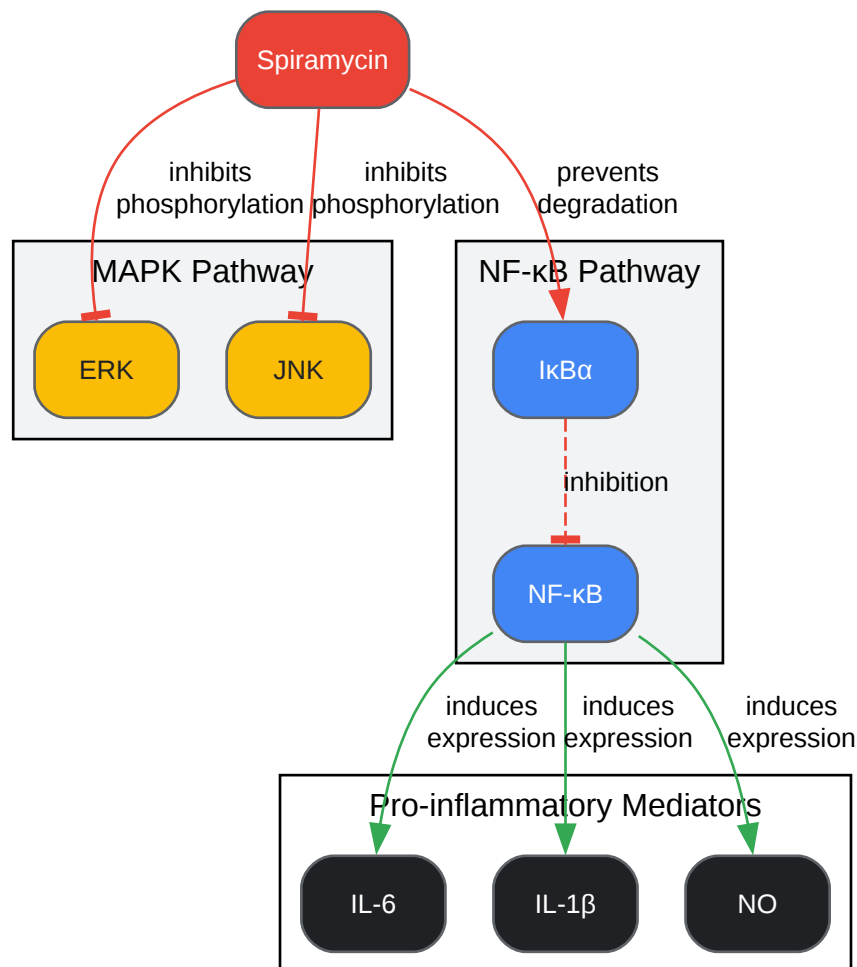 Spiramycin
inhibits
phosphorylation
inhibits
phosphorylation
prevents
degradation
MAPK Pathway
NF-κB Pathway
ERK
JNK
IκBα
inhibition
NF-κB
induces
expression
induces
expression
induces
expression
Pro-inflammatory Mediators
IL-6
IL-1β
NO